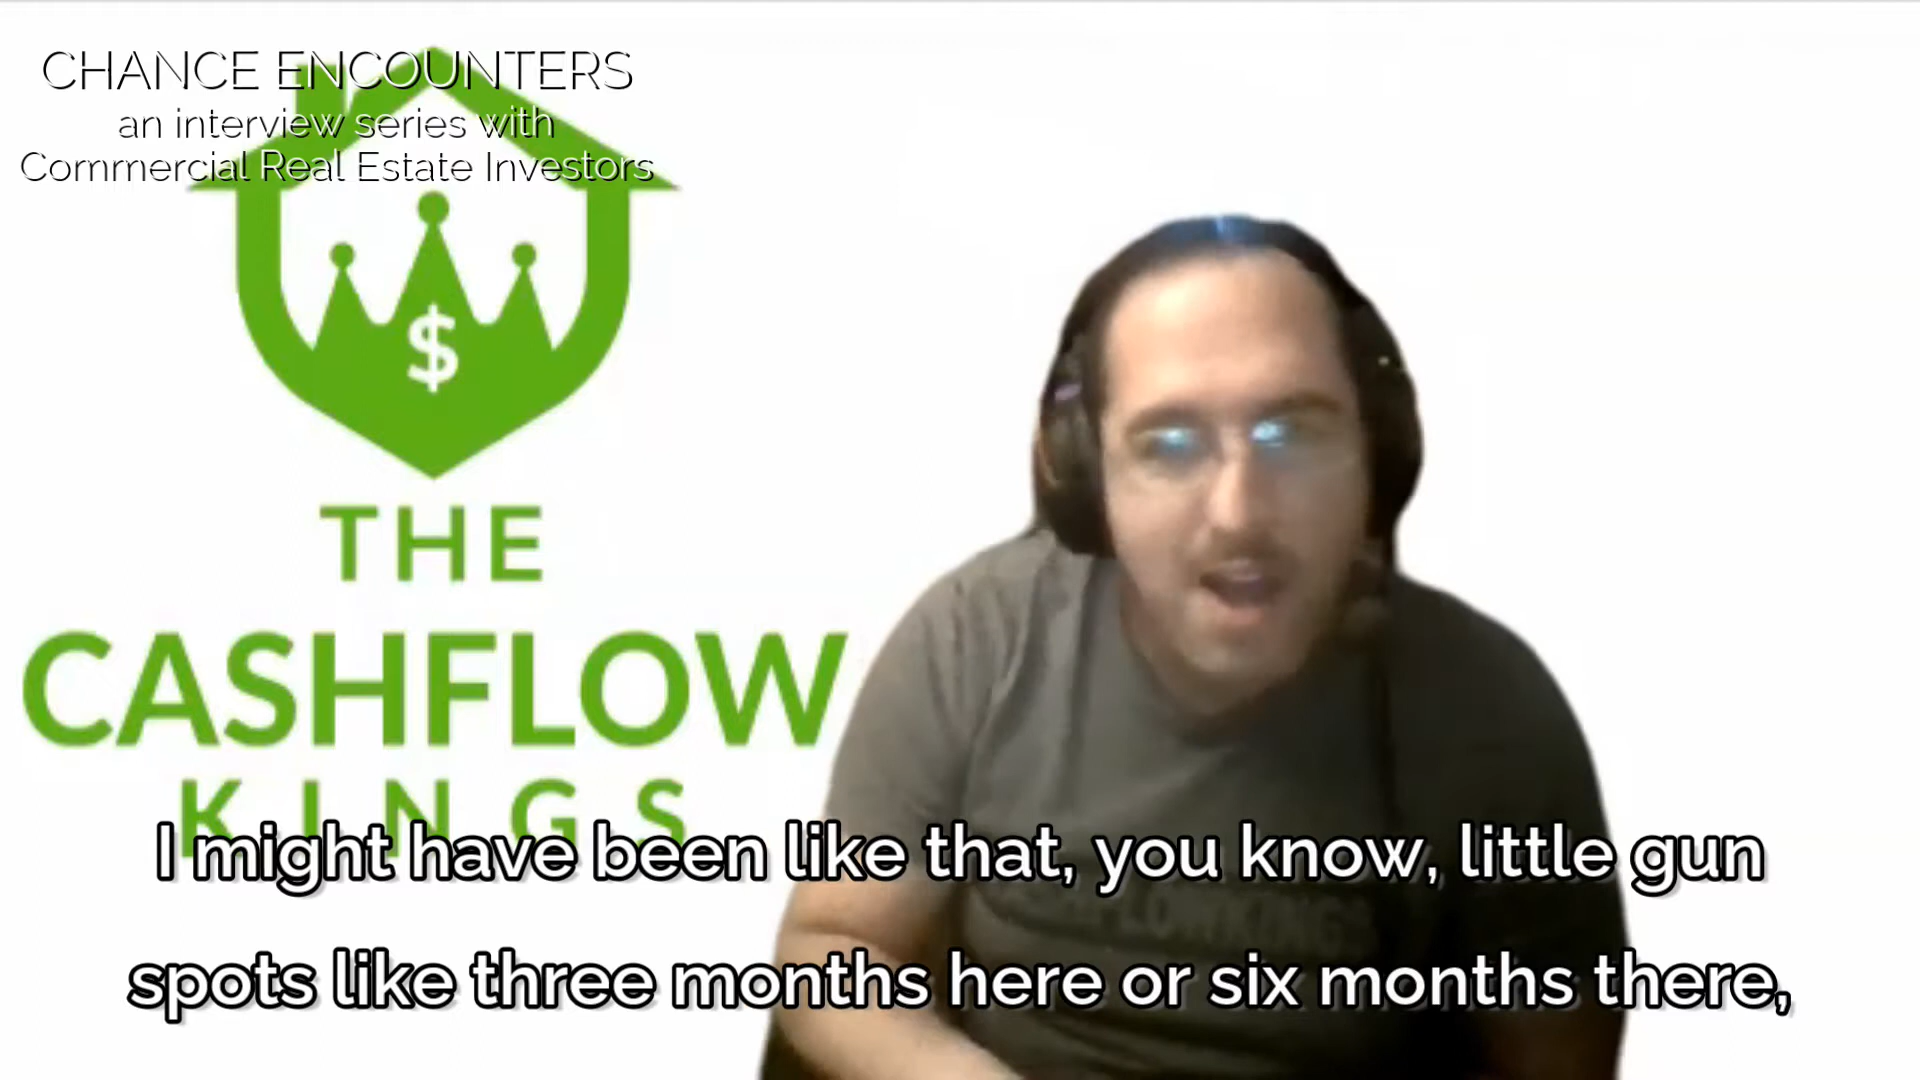 CHANCE ENCOUNTERS
an interview series with
Commercial Real Estate Investors
$
THE
CASHFLOW
KINGS
CASHFLOWKINGS
I might have been like that, you know, little gun
spots like three months here or six months there,